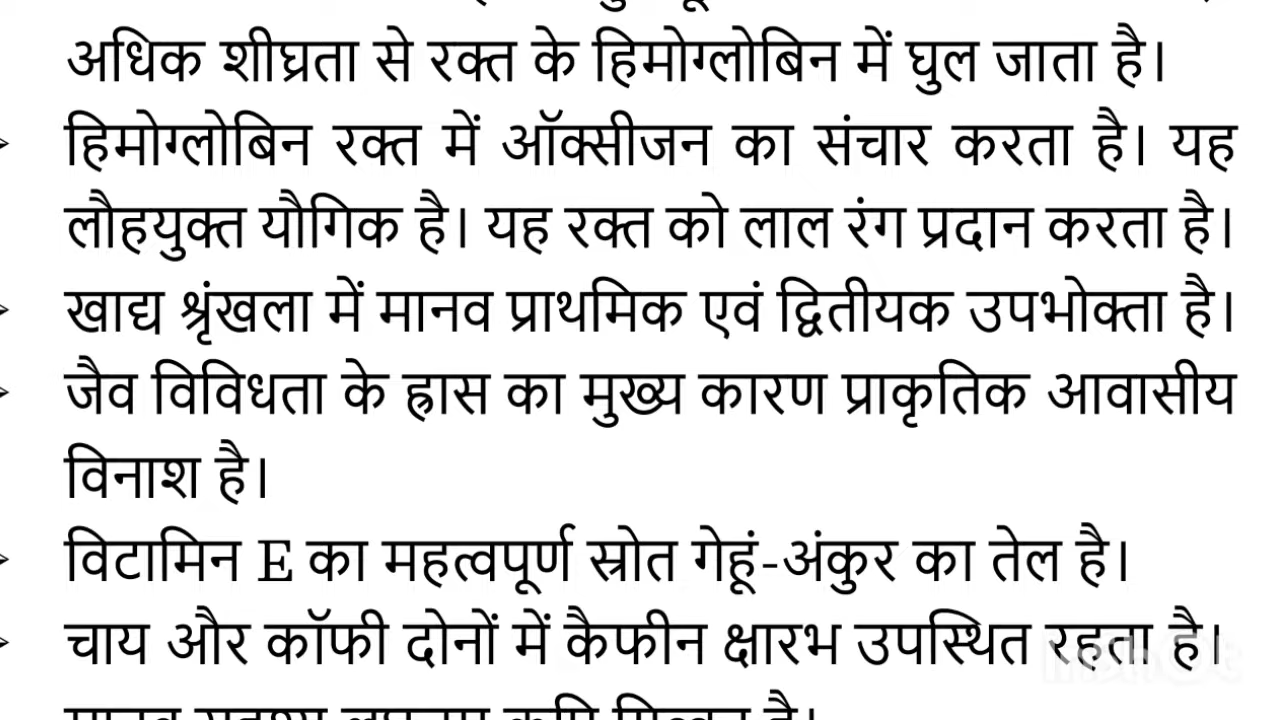 अधिक शीघ्रता से रक्त के हिमोग्लोबिन में घुल जाता है।
हिमोग्लोबिन रक्त में ऑक्सीजन का संचार करता है। यह
लौहयुक्त यौगिक है। यह रक्त को लाल रंग प्रदान करता है।
खाद्य श्रृंखला में मानव प्राथमिक एवं द्वितीयक उपभोक्ता है।
जैव विविधता के ह्रास का मुख्य कारण प्राकृतिक आवासीय
विनाश है।
विटामिन E का महत्वपूर्ण स्रोत गेहूं-अंकुर का तेल है।
चाय और कॉफी दोनों में कैफीन क्षारभ उपस्थित रहता है।
InShOt